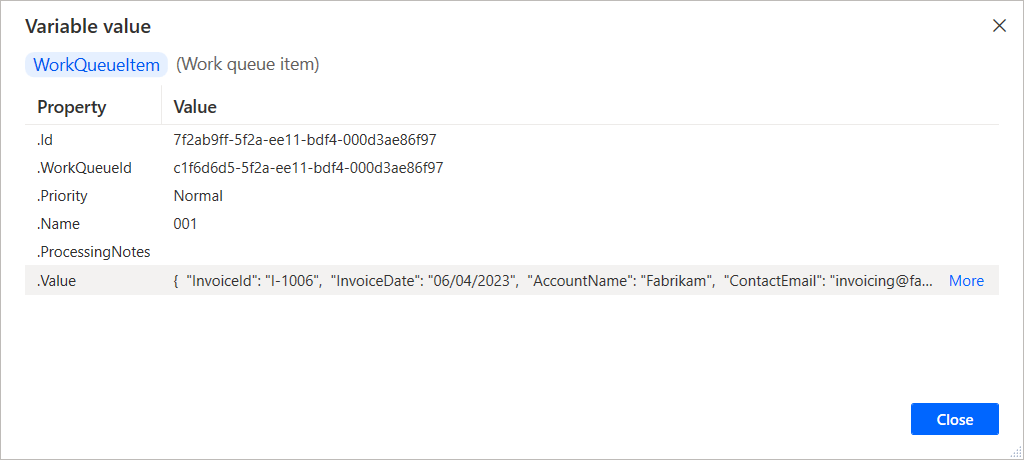 Variable value
WorkQueueItem (Work queue item)
Property Value
.Id 7f2ab9ff-5f2a-ee11-bdf4-000d3ae86f97
.WorkQueueId c1f6d6d5-5f2a-ee11-bdf4-000d3ae86f97
.Priority Normal
.Name 001
.ProcessingNotes
.Value { "InvoiceId": "I-1006", "InvoiceDate": "06/04/2023", "AccountName": "Fabrikam", "ContactEmail": "invoicing@fa... More
Close